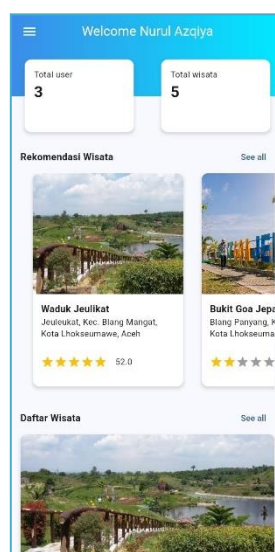 Welcome Nurul Azqiya
Total user
3
Total wisata
5
Rekomendasi Wisata
See all
Waduk Jeulikat
Jeuleukat, Kec. Blang Mangat,
Kota Lhokseumawe, Aceh
52.0
Bukit Goa Jepa
Blang Panyang, K
Kota Lhokseuma
Daftar Wisata
See all